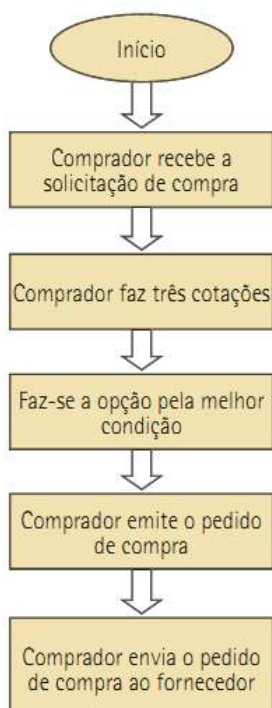 Início
Comprador recebe a
solicitação de compra
Comprador faz três cotações
Faz-se a opção pela melhor
condição
Comprador emite o pedido
de compra
Comprador envia o pedido
de compra ao fornecedor